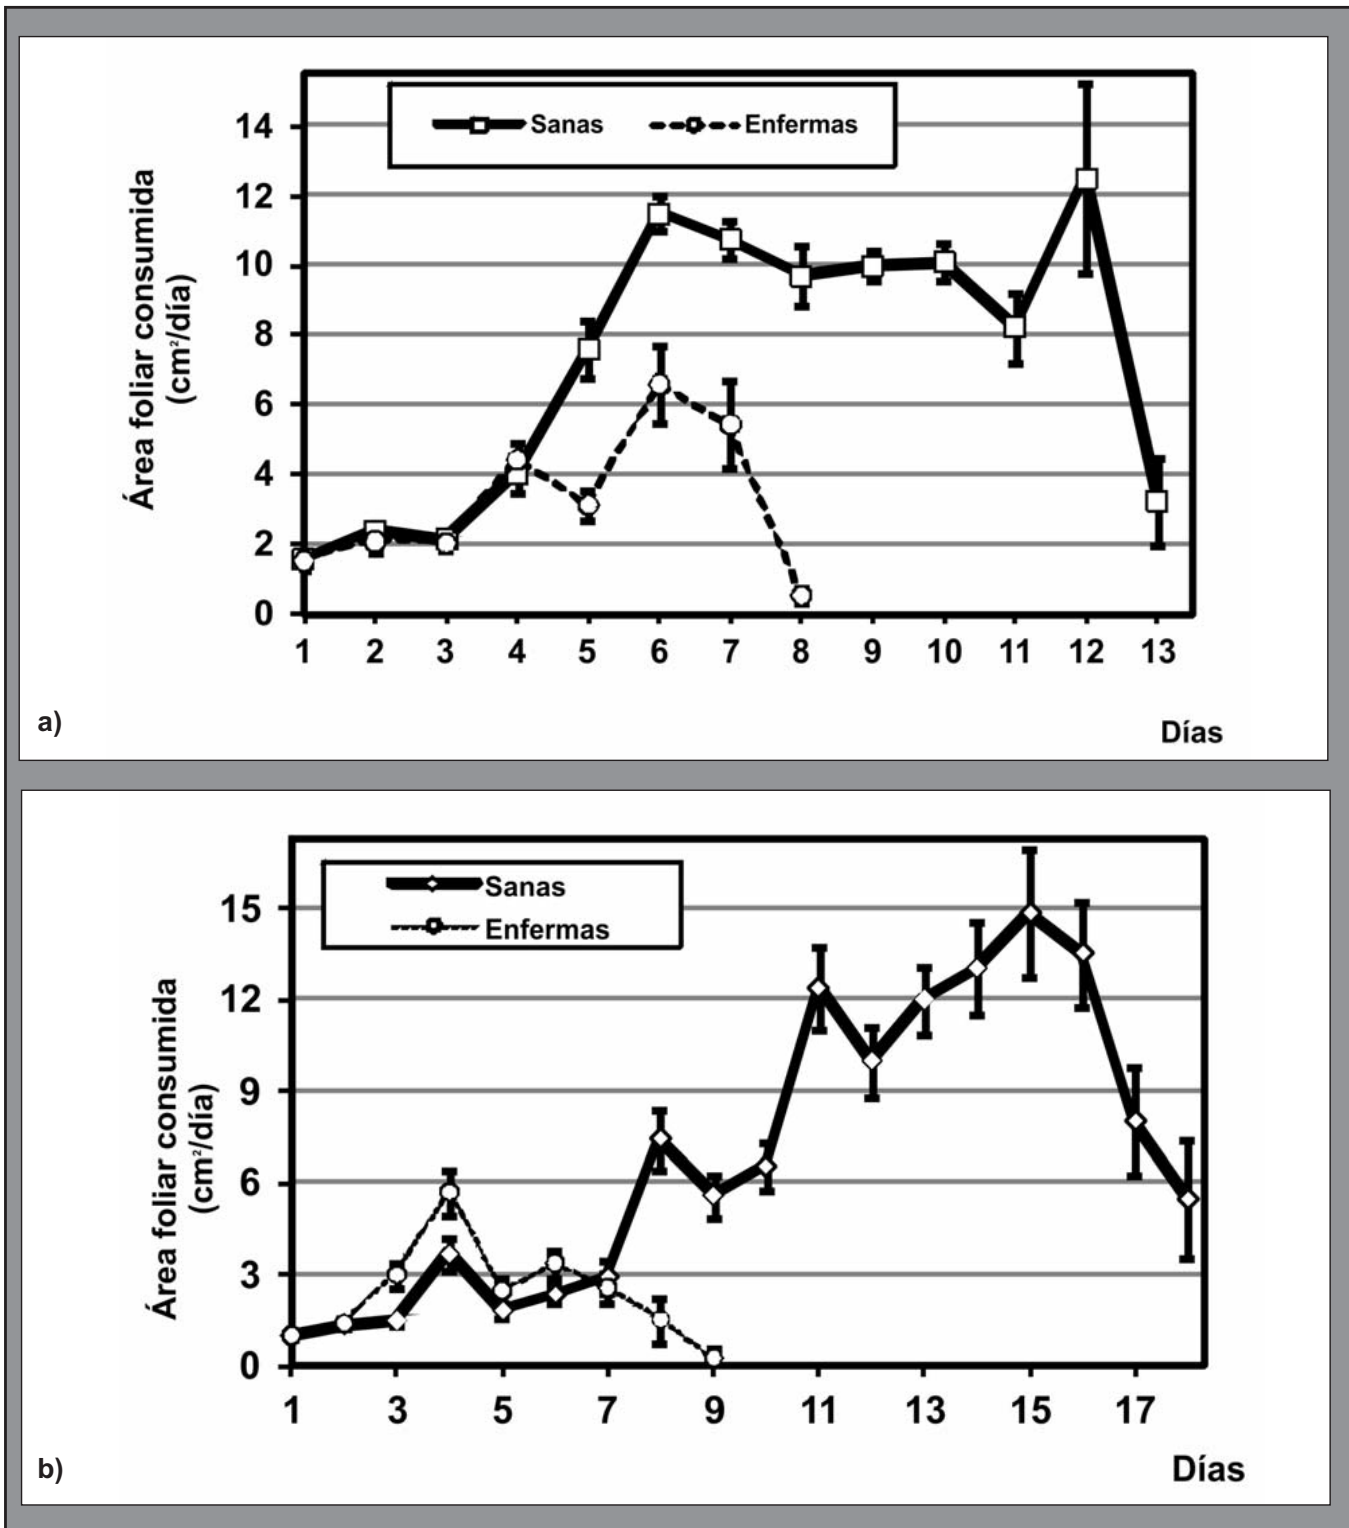 Sanas Enfermas
Área foliar consumida
(cm²/día)
14
12
10
8
6
4
2
0
1 2 3 4 5 6 7 8 9 10 11 12 13
Días
a)
Sanas
Enfermas
Área foliar consumida
(cm²/día)
15
12
9
6
3
0
1 3 5 7 9 11 13 15 17
Días
b)